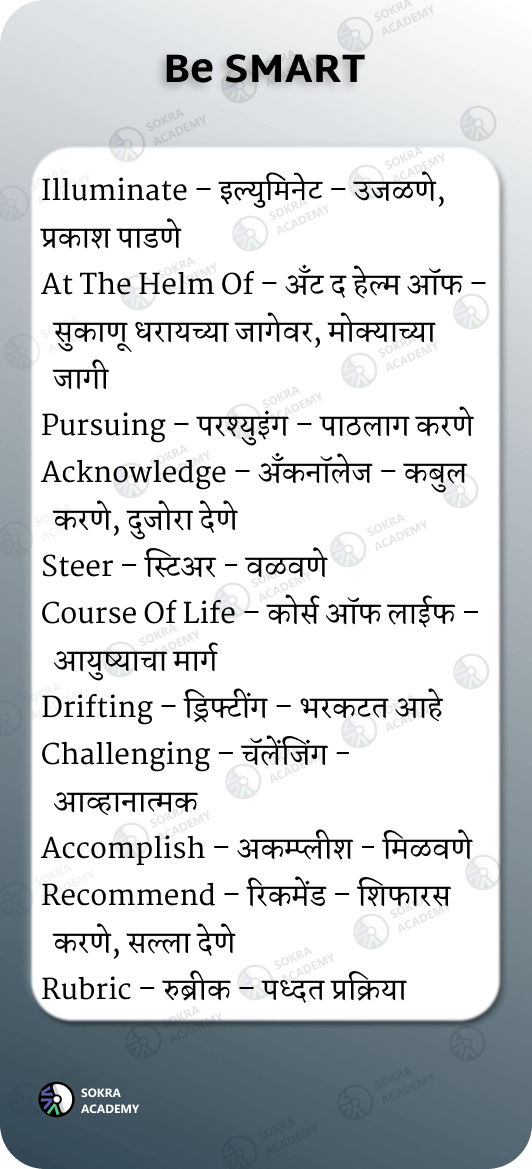 Be SMART
Illuminate – इल्युमिनेट – उजळणे,
प्रकाश पाडणे
At The Helm Of – अँट द हेल्म ऑफ –
सुकाणू धरायच्या जागेवर, मोक्याच्या
जागी
Pursuing – परश्युइंग – पाठलाग करणे
Acknowledge – अँकनॉलेज – कबुल
करणे, दुजोरा देणे
Steer – स्टिअर – वळवणे
Course Of Life – कोर्स ऑफ लाईफ –
आयुष्याचा मार्ग
Drifting – ड्रिफ्टींग – भरकटत आहे
Challenging – चॅलेंजिंग –
आव्हानात्मक
Accomplish – अकम्प्लीश – मिळवणे
Recommend – रिकमेंड – शिफारस
करणे, सल्ला देणे
Rubric – रुब्रीक – पध्दत प्रक्रिया
SOKRA
ACADEMY